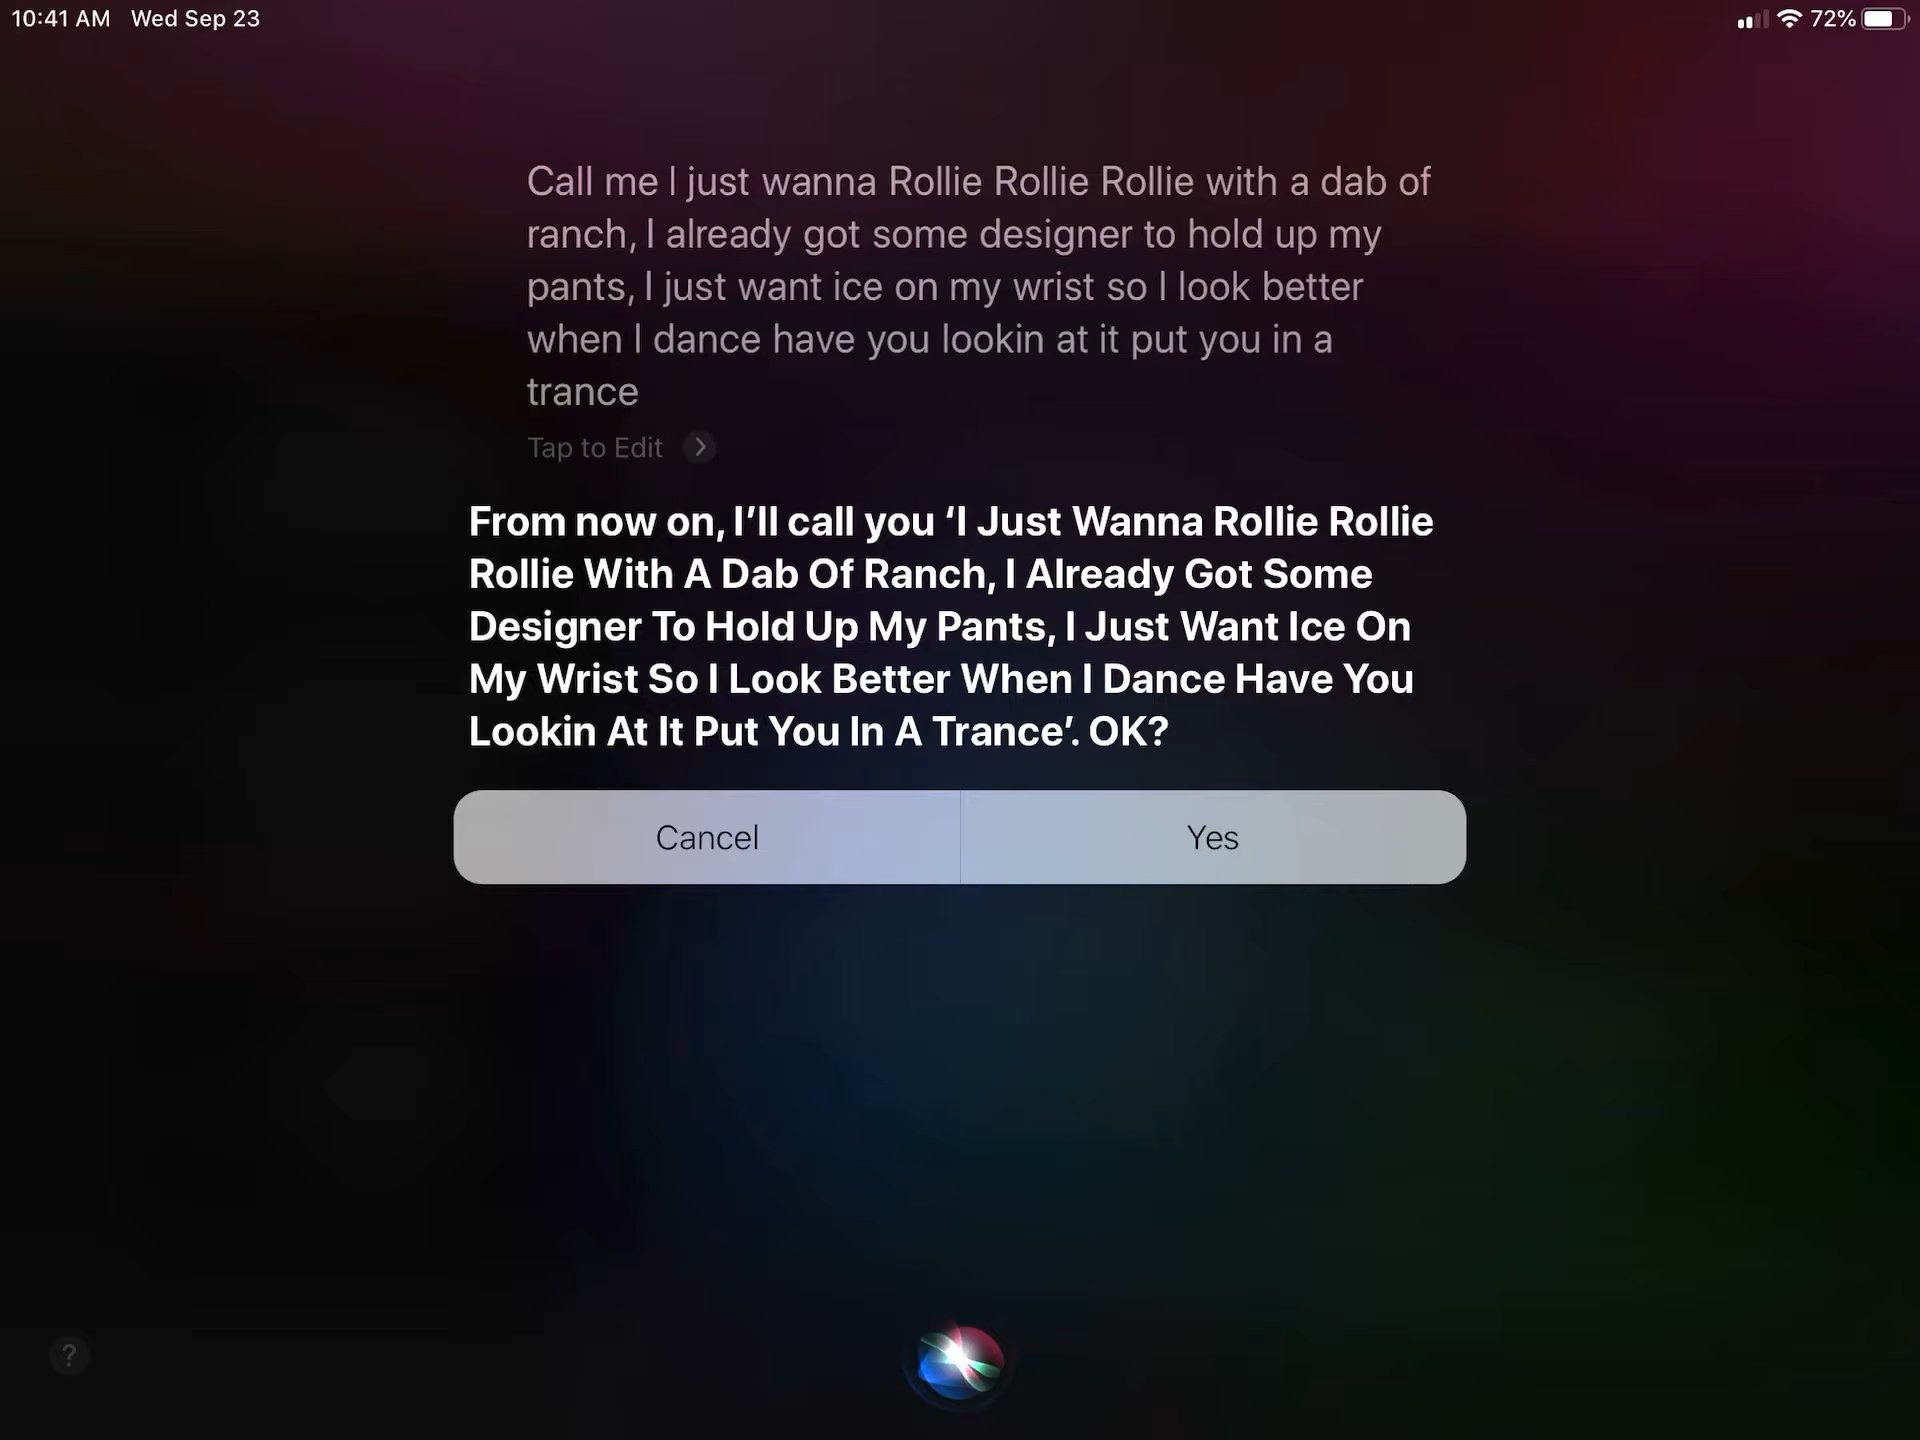 10:41 AM Wed Sep 23 72%
Call me I just wanna Rollie Rollie Rollie with a dab of
ranch, I already got some designer to hold up my
pants, I just want ice on my wrist so I look better
when I dance have you lookin at it put you in a
trance
Tap to Edit
From now on, I’ll call you ‘I Just Wanna Rollie Rollie
Rollie With A Dab Of Ranch, I Already Got Some
Designer To Hold Up My Pants, I Just Want Ice On
My Wrist So I Look Better When I Dance Have You
Lookin At It Put You In A Trance’. OK?
Cancel Yes
?